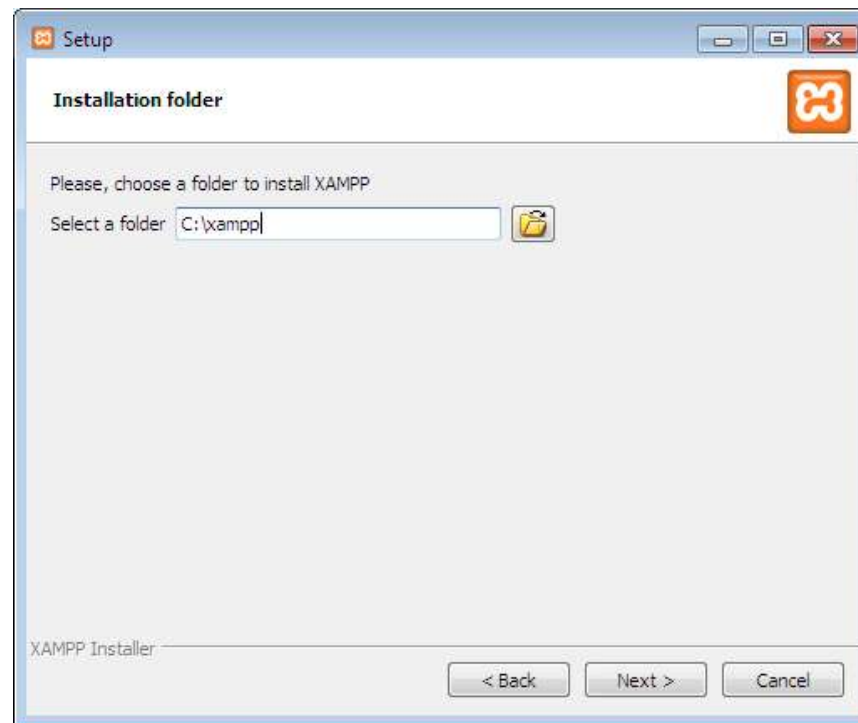 Setup
Installation folder
Please, choose a folder to install XAMPP
Select a folder C:\xampp
XAMPP Installer
< Back Next > Cancel